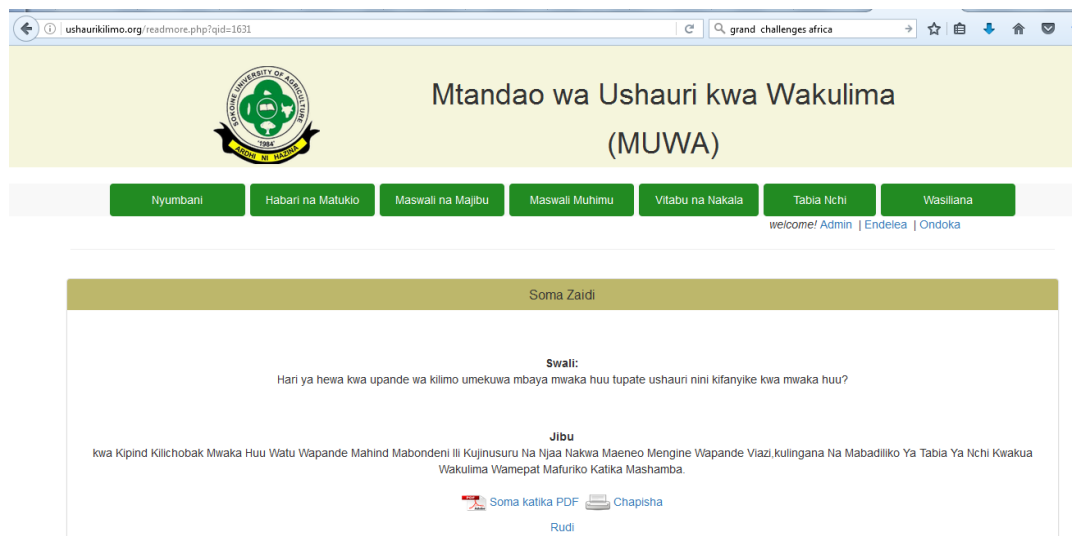 ushaurikilimo.org/readmore.php?qid=1631
grand challenges africa
SOKOINE UNIVERSITY OF AGRICULTURE
"1984"
ARDHI NI HAZINA
Mtandao wa Ushauri kwa Wakulima
(MUWA)
Nyumbani Habari na Matukio Maswali na Majibu Maswali Muhimu Vitabu na Nakala Tabia Nchi Wasiliana
welcome! Admin | Endelea | Ondoka
Soma Zaidi
Swali:
Hari ya hewa kwa upande wa kilimo umekuwa mbaya mwaka huu tupate ushauri nini kifanyike kwa mwaka huu?
Jibu
kwa Kipind Kilichobak Mwaka Huu Watu Wapande Mahind Mabondeni Ili Kujinusuru Na Njaa Nakwa Maeneo Mengine Wapande Viazi,kulingana Na Mabadiliko Ya Tabia Ya Nchi Kwakua
Wakulima Wamepat Mafuriko Katika Mashamba.
Soma katika PDF Chapisha
Rudi